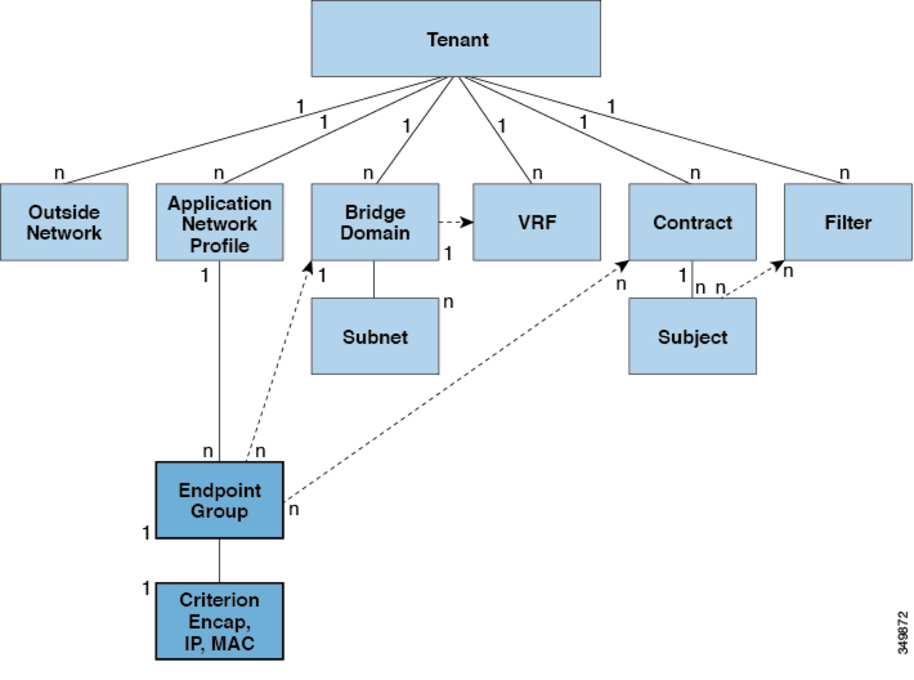 Tenant
1
1
1
1
1
1
n
n
n
n
n
n
Outside
Network
Application
Network
Profile
Bridge
Domain
VRF
Contract
Filter
1
1
1
n
1
n
n
n
n
Subnet
Subject
n
n
Endpoint
Group
n
1
1
Criterion
Encap,
IP, MAC
349872